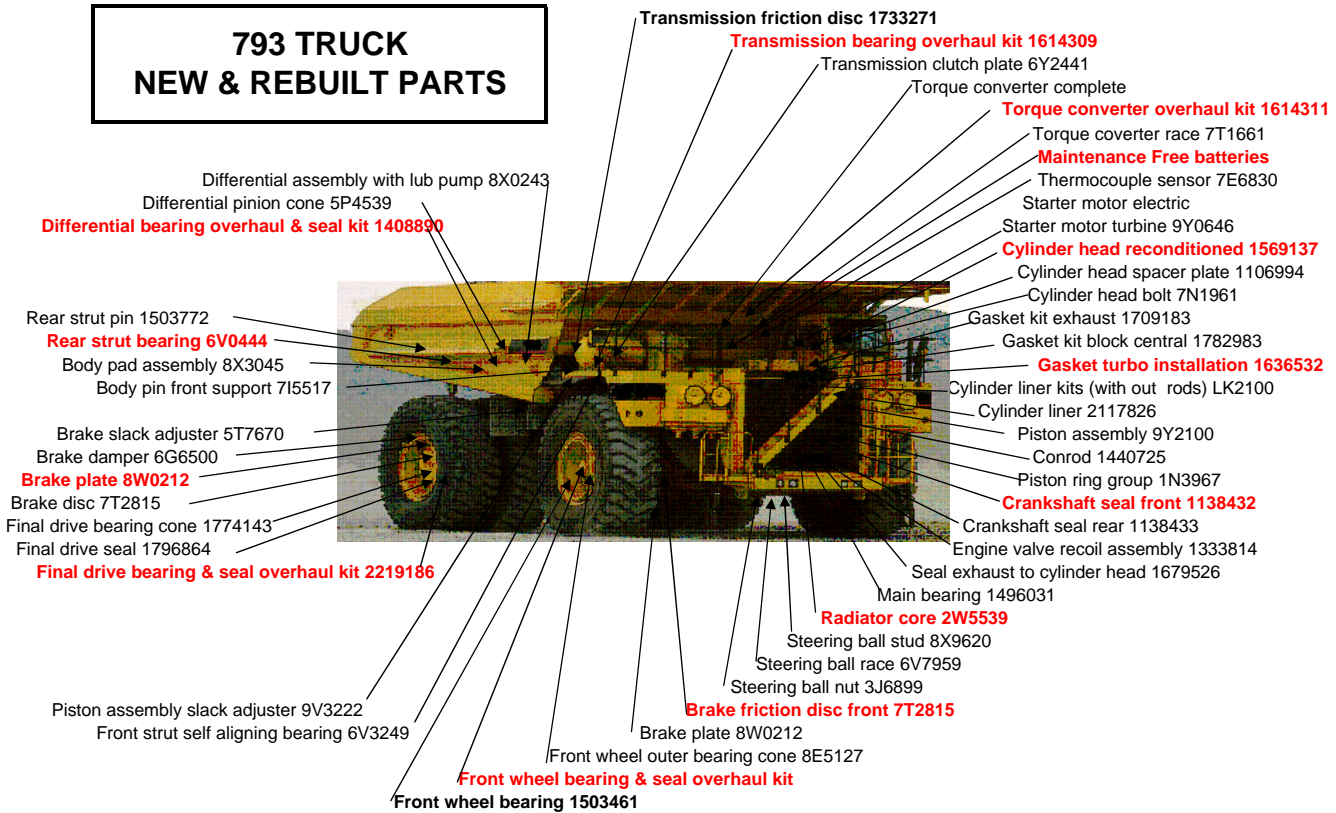 793 TRUCK
NEW & REBUILT PARTS
Transmission friction disc 1733271
Transmission bearing overhaul kit 1614309
Transmission clutch plate 6Y2441
Torque converter complete
Torque converter overhaul kit 1614311
Torque coverter race 7T1661
Maintenance Free batteries
Thermocouple sensor 7E6830
Starter motor electric
Starter motor turbine 9Y0646
Cylinder head reconditioned 1569137
Cylinder head spacer plate 1106994
Cylinder head bolt 7N1961
Gasket kit exhaust 1709183
Gasket kit block central 1782983
Gasket turbo installation 1636532
Cylinder liner kits (with out rods) LK2100
Cylinder liner 2117826
Piston assembly 9Y2100
Conrod 1440725
Piston ring group 1N3967
Crankshaft seal front 1138432
Crankshaft seal rear 1138433
Engine valve recoil assembly 1333814
Seal exhaust to cylinder head 1679526
Main bearing 1496031
Radiator core 2W5539
Steering ball stud 8X9620
Steering ball race 6V7959
Steering ball nut 3J6899
Brake friction disc front 7T2815
Brake plate 8W0212
Front wheel outer bearing cone 8E5127
Front wheel bearing & seal overhaul kit
Front wheel bearing 1503461
Differential assembly with lub pump 8X0243
Differential pinion cone 5P4539
Differential bearing overhaul & seal kit 1408890
Rear strut pin 1503772
Rear strut bearing 6V0444
Body pad assembly 8X3045
Body pin front support 7I5517
Brake slack adjuster 5T7670
Brake damper 6G6500
Brake plate 8W0212
Brake disc 7T2815
Final drive bearing cone 1774143
Final drive seal 1796864
Final drive bearing & seal overhaul kit 2219186
Piston assembly slack adjuster 9V3222
Front strut self aligning bearing 6V3249